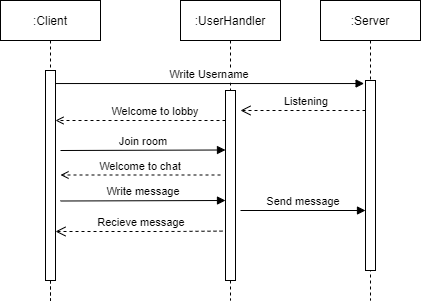 :Client
:UserHandler
:Server
Write Username
Listening
Welcome to lobby
Join room
Welcome to chat
Write message
Send message
Recieve message